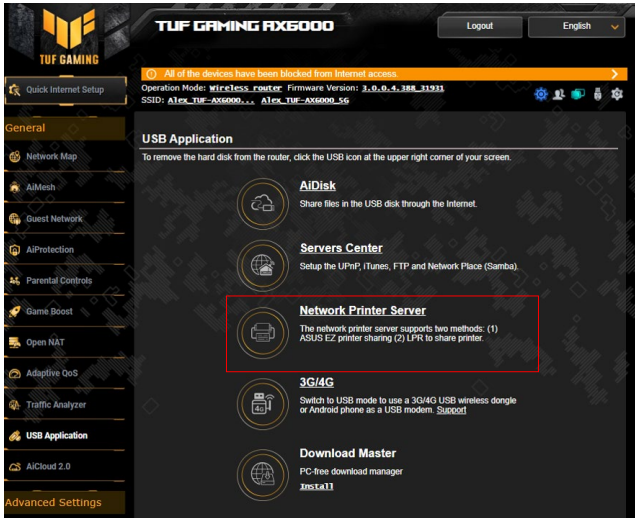 TUF GAMING
TUF GAMING AX6000
Logout
English
All of the devices have been blocked from Internet access.
Quick Internet Setup
Operation Mode: Wireless router Firmware Version: 3.0.0.4.388_31931
SSID: Alex_TUF-AX6000... Alex_TUF-AX6000_5G
General
Network Map
AiMesh
Guest Network
AiProtection
Parental Controls
Game Boost
Open NAT
Adaptive QoS
Traffic Analyzer
USB Application
AiCloud 2.0
Advanced Settings
USB Application
To remove the hard disk from the router, click the USB icon at the upper right corner of your screen.
AiDisk
Share files in the USB disk through the Internet.
Servers Center
Setup the UPnP, iTunes, FTP and Network Place (Samba).
Network Printer Server
The network printer server supports two methods: (1)
ASUS EZ printer sharing (2) LPR to share printer.
3G/4G
Switch to USB mode to use a 3G/4G USB wireless dongle
or Android phone as a USB modem. Support
4G
Download Master
PC-free download manager
Install